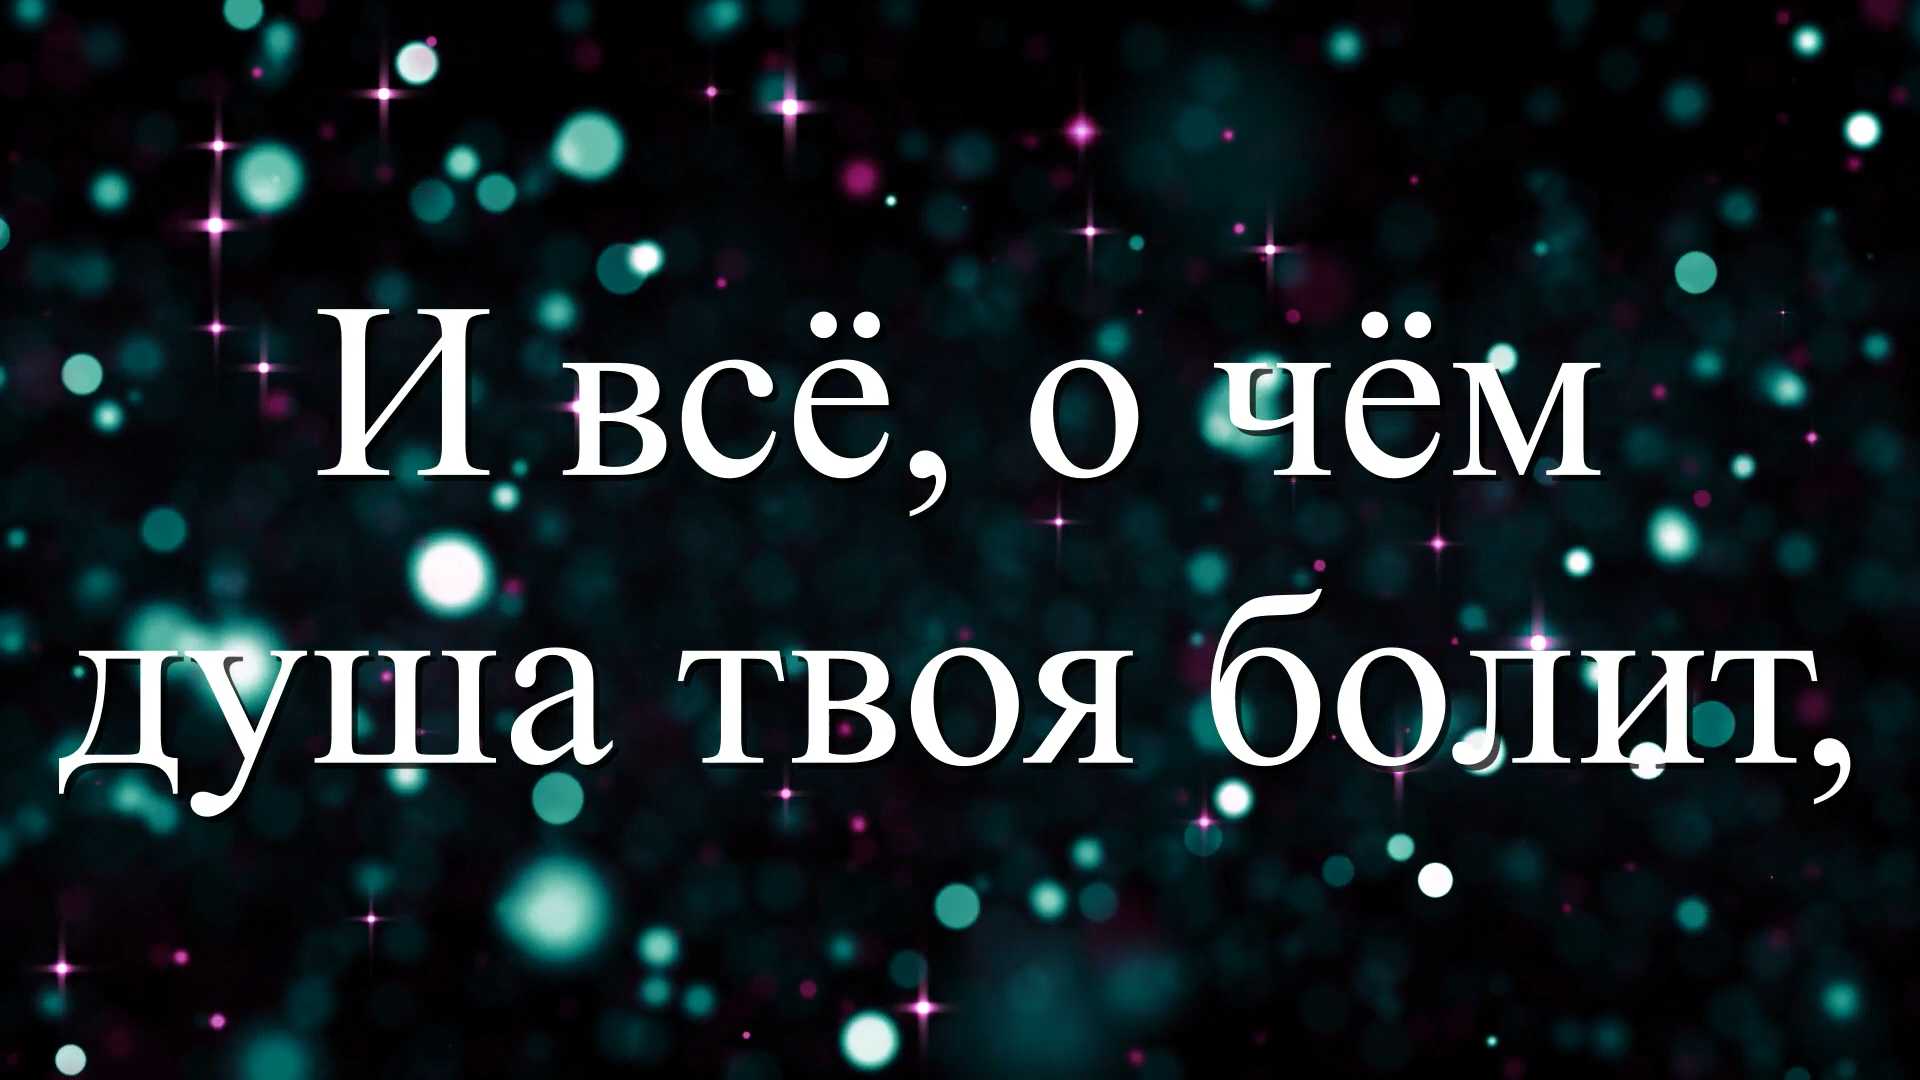 И всё, о чём
душа твоя болит,